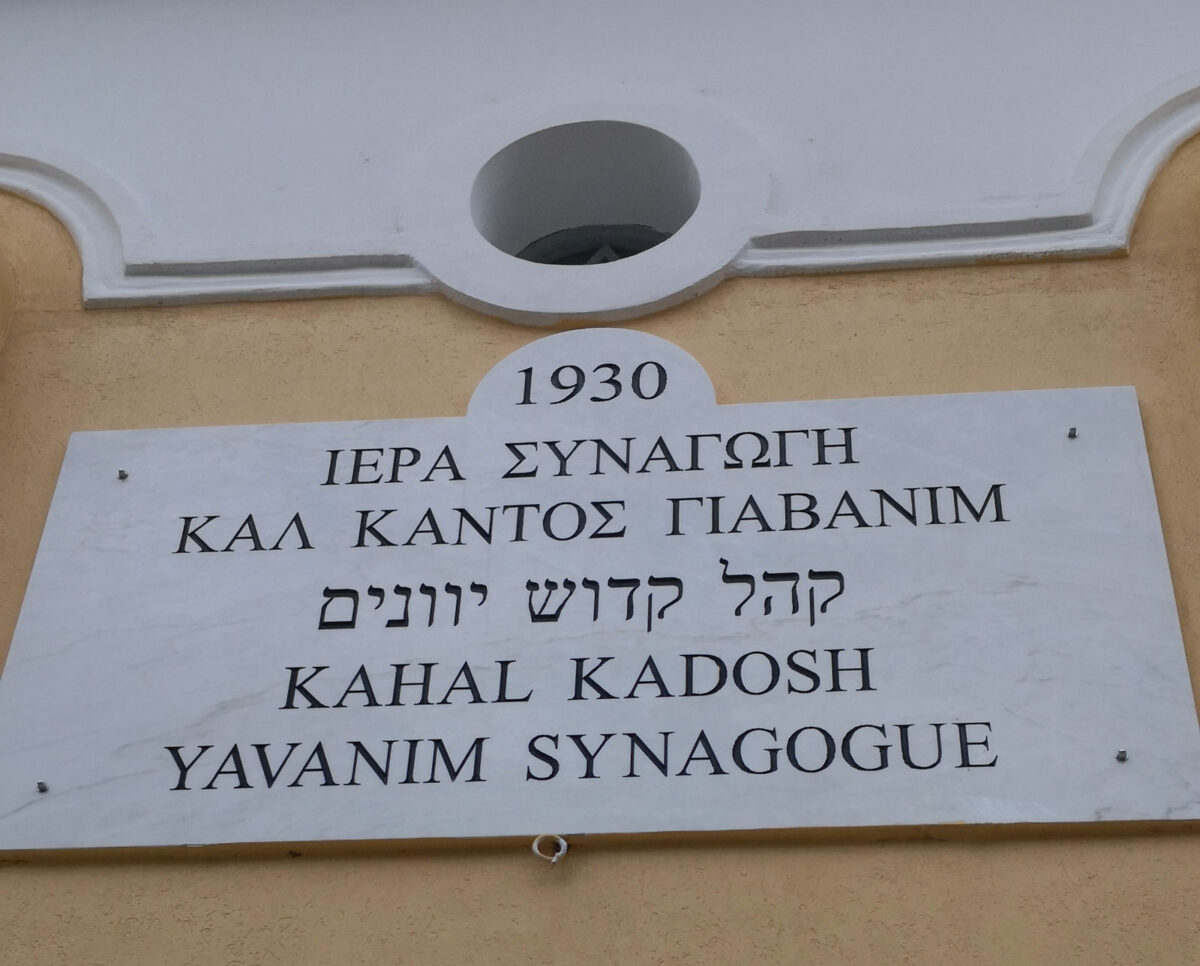 1930
ΙΕΡΑ ΣΥΝΑΓΩΓΗ
ΚΑΛ ΚΑΝΤΟΣ ΓΙΑΒΑΝΙΜ
קהל קדוש יוונים
KAHAL KADOSH
YAVANIM SYNAGOGUE